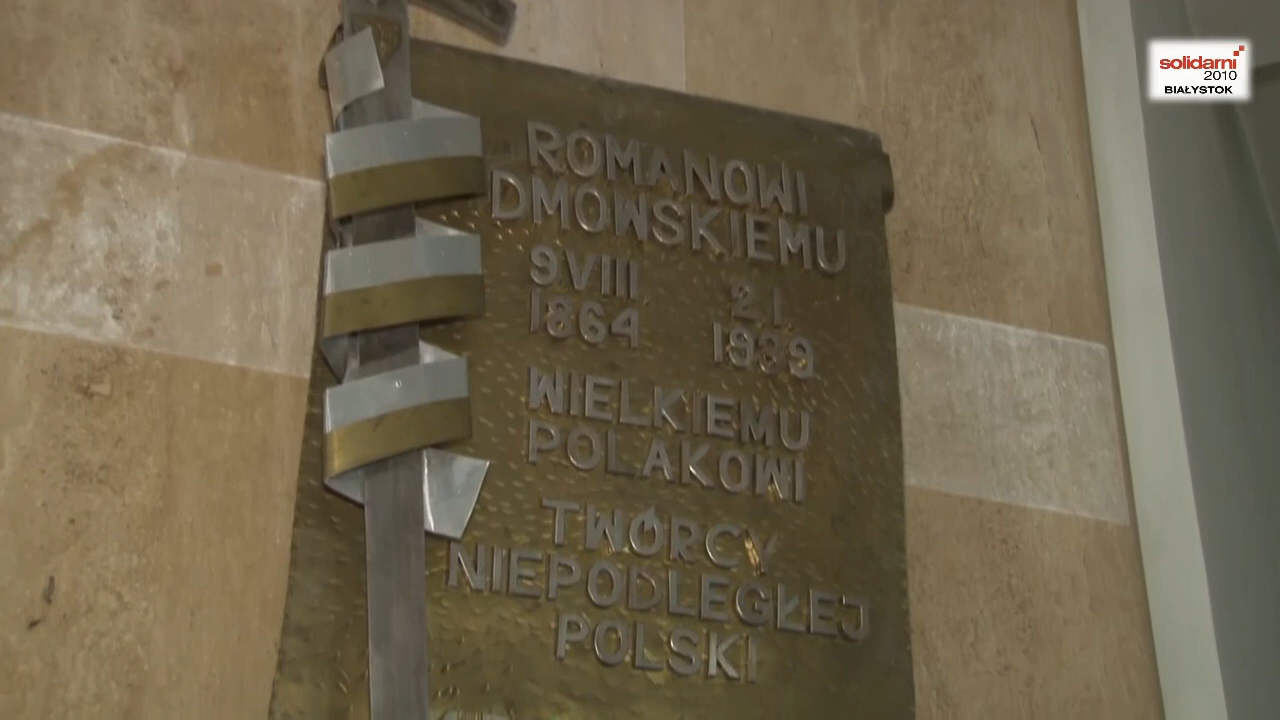 solidarni
2010
BIAŁYSTOK
ROMANOWI
DMOWSKIEMU
9 VIII 2 I
1864 1939
WIELKIEMU
POLAKOWI
TWÓRCY
NIEPODLEGŁEJ
POLSKI